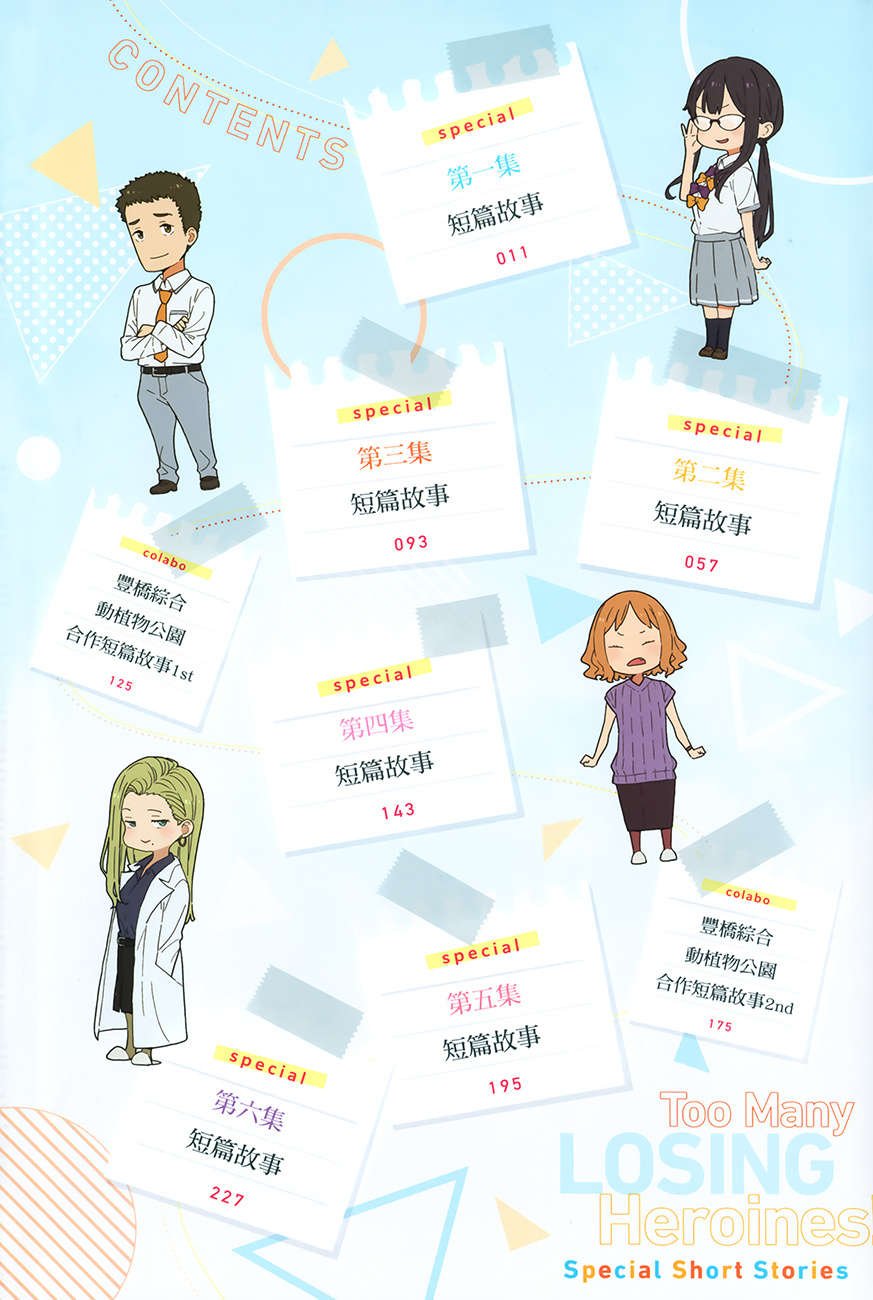 CONTENTS
special
第一集
短篇故事
011
special
第二集
短篇故事
057
special
第三集
短篇故事
093
colabo
豐橋綜合
動植物公園
合作短篇故事1st
125
special
第四集
短篇故事
143
colabo
豐橋綜合
動植物公園
合作短篇故事2nd
175
special
第五集
短篇故事
195
special
第六集
短篇故事
227
Too Many
LOSING
Heroines!
Special Short Stories